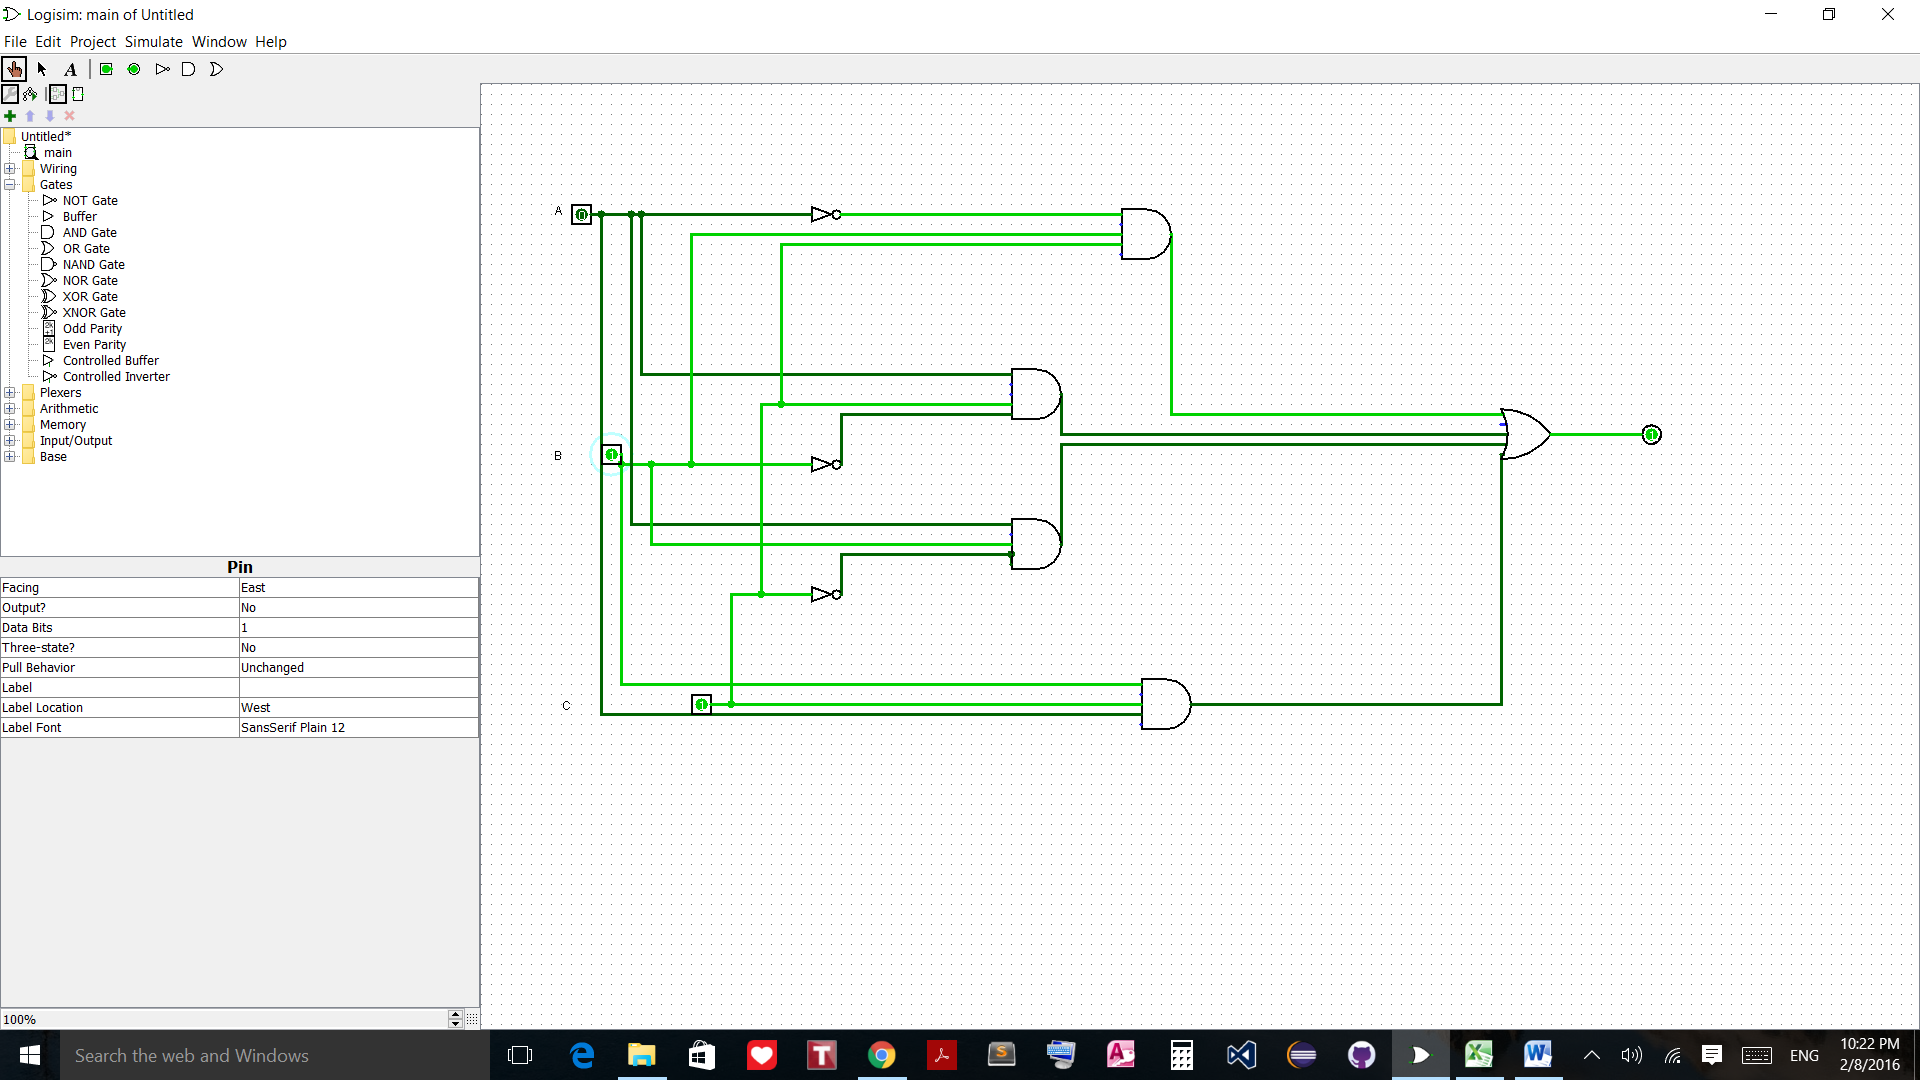 Logisim: main of Untitled
File Edit Project Simulate Window Help
A
Untitled*
main
Wiring
Gates
NOT Gate
Buffer
AND Gate
OR Gate
NAND Gate
NOR Gate
XOR Gate
XNOR Gate
Odd Parity
Even Parity
Controlled Buffer
Controlled Inverter
Plexers
Arithmetic
Memory
Input/Output
Base
Pin
Facing East
Output? No
Data Bits 1
Three-state? No
Pull Behavior Unchanged
Label
Label Location West
Label Font SansSerif Plain 12
100%
A 0
B 1
1
C 1
Search the web and Windows
ENG
10:22 PM
2/8/2016